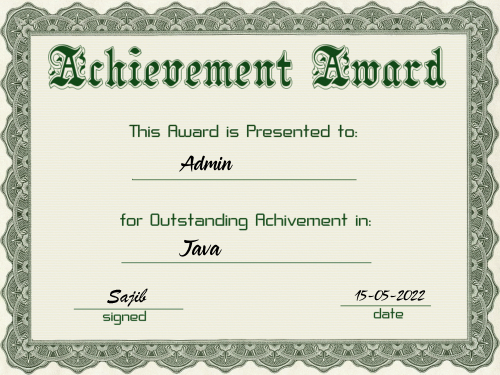 Achievement Award
This Award is Presented to:
Admin
for Outstanding Achivement in:
Java
Sajib
signed
15-05-2022
date